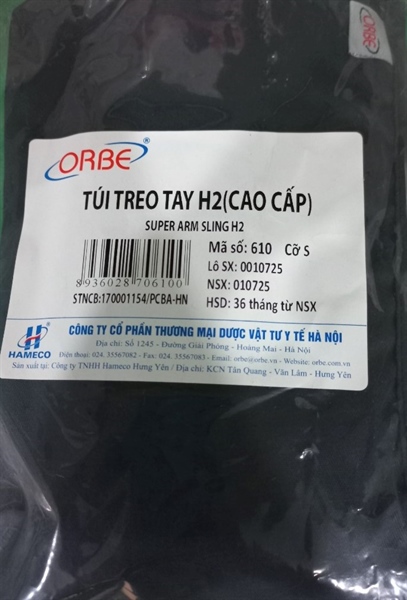 ORBE
ORBE
TÚI TREO TAY H2(CAO CẤP)
SUPER ARM SLING H2
Mã số: 610 Cỡ S
Lô SX: 0010725
8936028706100
NSX: 010725
STNCB:170001154/PCBA-HN
HSD: 36 tháng từ NSX
HAMECO
CÔNG TY CỔ PHẦN THƯƠNG MẠI DƯỢC VẬT TƯ Y TẾ HÀ NỘI
Địa chỉ: Số 1245 - Đường Giải Phóng - Hoàng Mai - Hà Nội
Điện thoại: 024. 35567082 - Fax: 024. 35567083 - Email: orbe@orbe.vn - Website: orbe.com.vn
Sản xuất tại: Công ty TNHH Hameco Hưng Yên / Địa chỉ: KCN Tân Quang - Văn Lâm - Hưng Yên